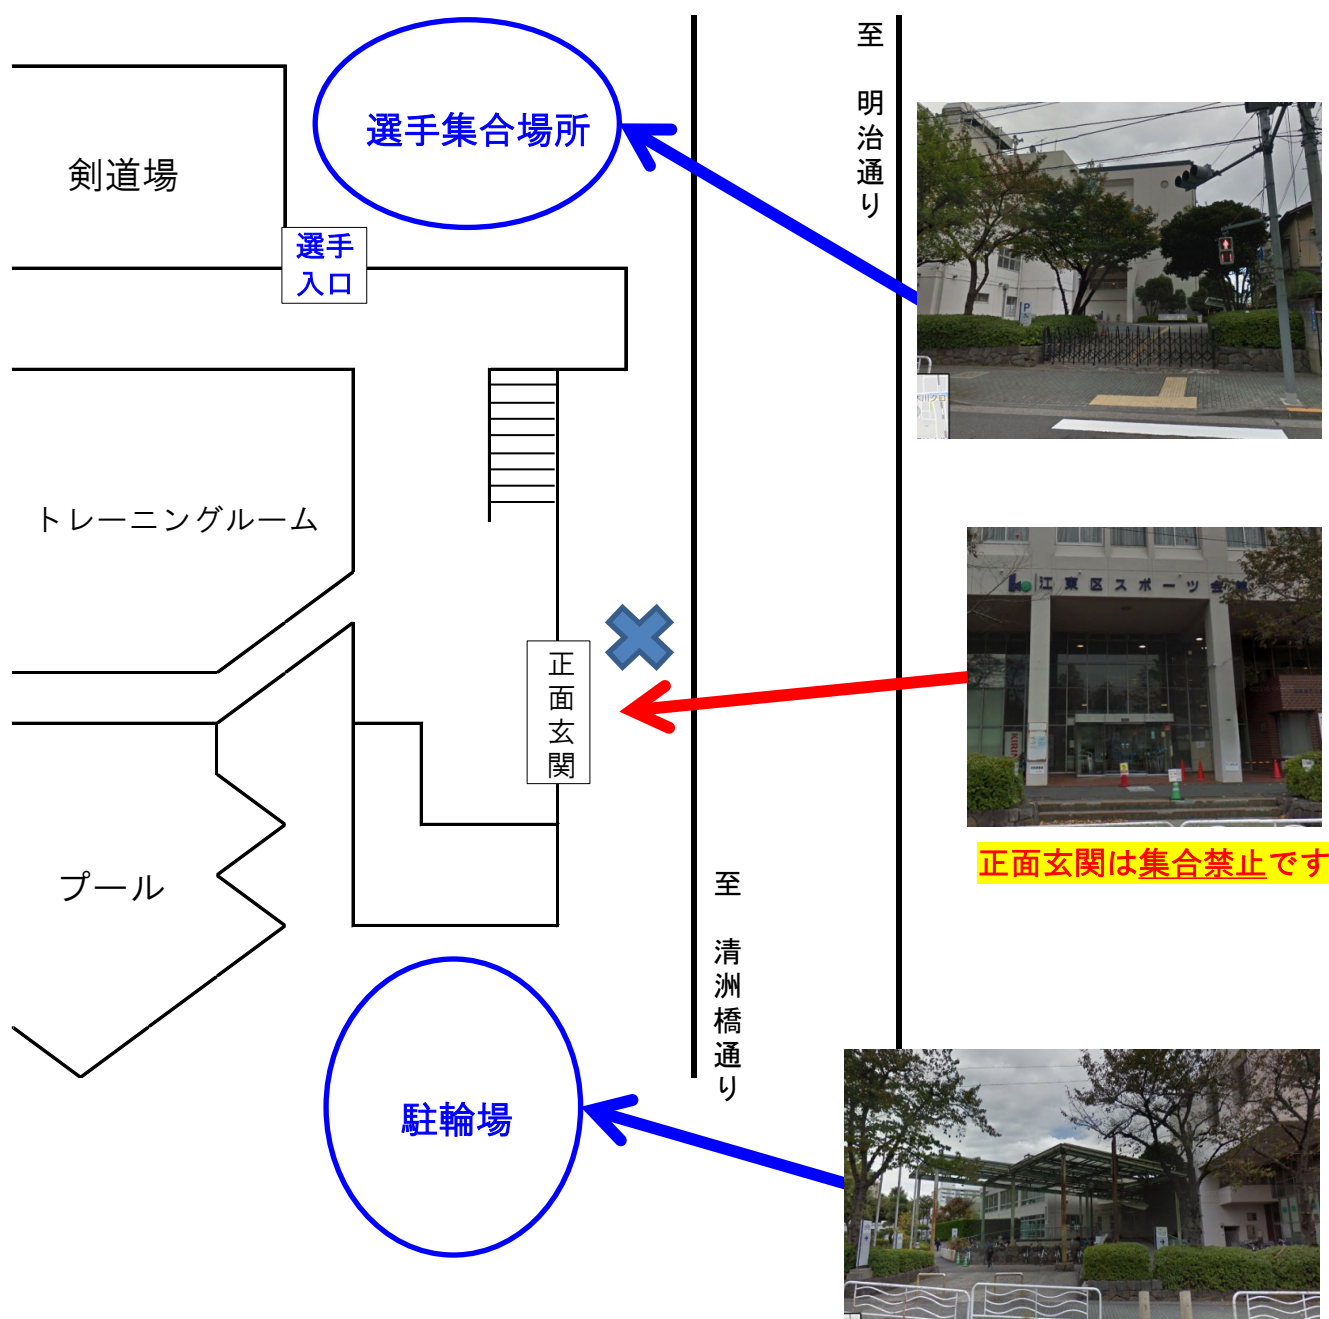 選手集合場所
剣道場
選手
入口
至 明治通り
P
トレーニングルーム
江東区スポーツ会
KIRIN
正面玄関
正面玄関は集合禁止です
プール
至 清洲橋通り
駐輪場